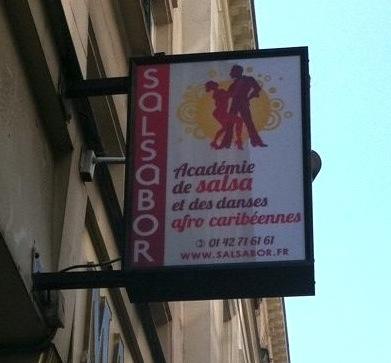 SALSABOR
Académie
de salsa
et des danses
afro caribéennes
✆ 01 42 71 61 61
WWW.SALSABOR.FR